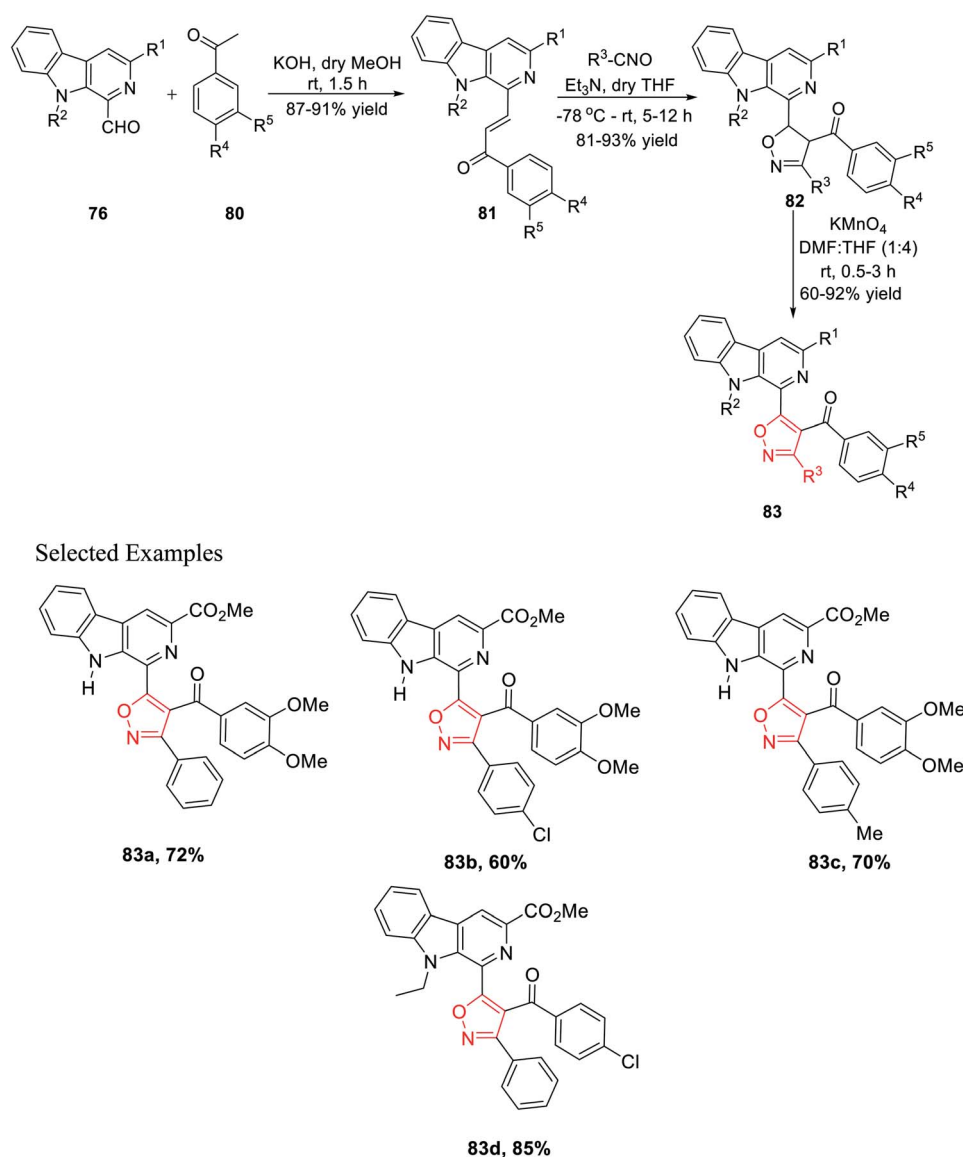 R¹
N
N
R²
CHO
76
+
O
R⁵
R⁴
80
KOH, dry MeOH
rt, 1.5 h
87-91% yield
R¹
N
N
R²
O
R⁴
R⁵
81
R³-CNO
Et₃N, dry THF
-78 °C - rt, 5-12 h
81-93% yield
R¹
N
N
R²
O
O
N
R³
R⁵
R⁴
82
KMnO₄
DMF:THF (1:4)
rt, 0.5-3 h
60-92% yield
R¹
N
N
R²
O
O
N
R³
R⁵
R⁴
83
Selected Examples
CO₂Me
N
N
H
O
O
N
OMe
OMe
83a, 72%
CO₂Me
N
N
H
O
O
N
OMe
OMe
Cl
83b, 60%
CO₂Me
N
N
H
O
O
N
OMe
OMe
Me
83c, 70%
CO₂Me
N
N
O
O
N
Cl
83d, 85%